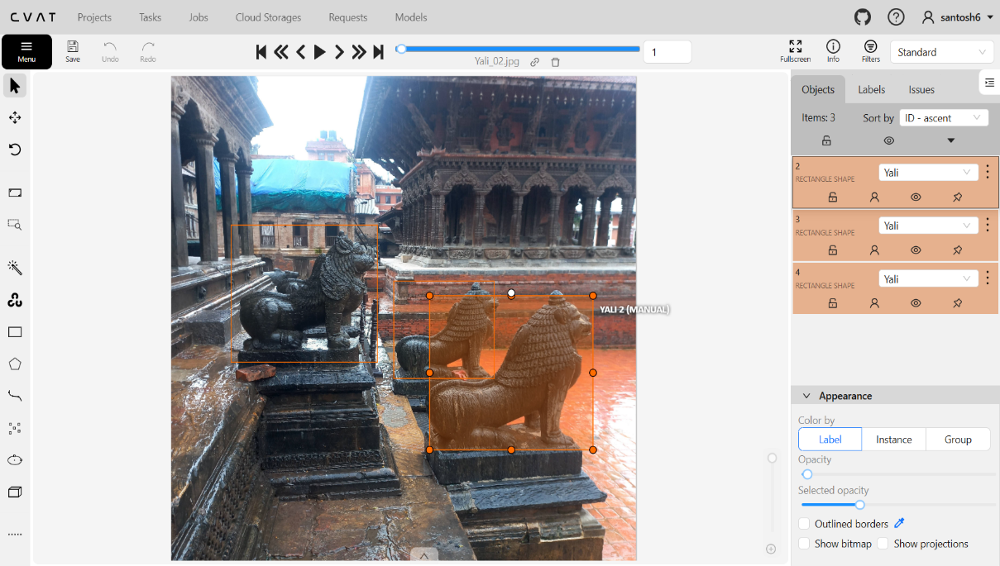 CVAT Projects Tasks Jobs Cloud Storages Requests Models santosh6
Menu Save Undo Redo Yali_02.jpg 1 Fullscreen Info Filters Standard
Objects Labels Issues
Items: 3 Sort by ID - ascent
2
RECTANGLE SHAPE Yali
3
RECTANGLE SHAPE Yali
4
RECTANGLE SHAPE Yali
YALI 2 (MANUAL)
Appearance
Color by
Label Instance Group
Opacity
Selected opacity
Outlined borders
Show bitmap Show projections